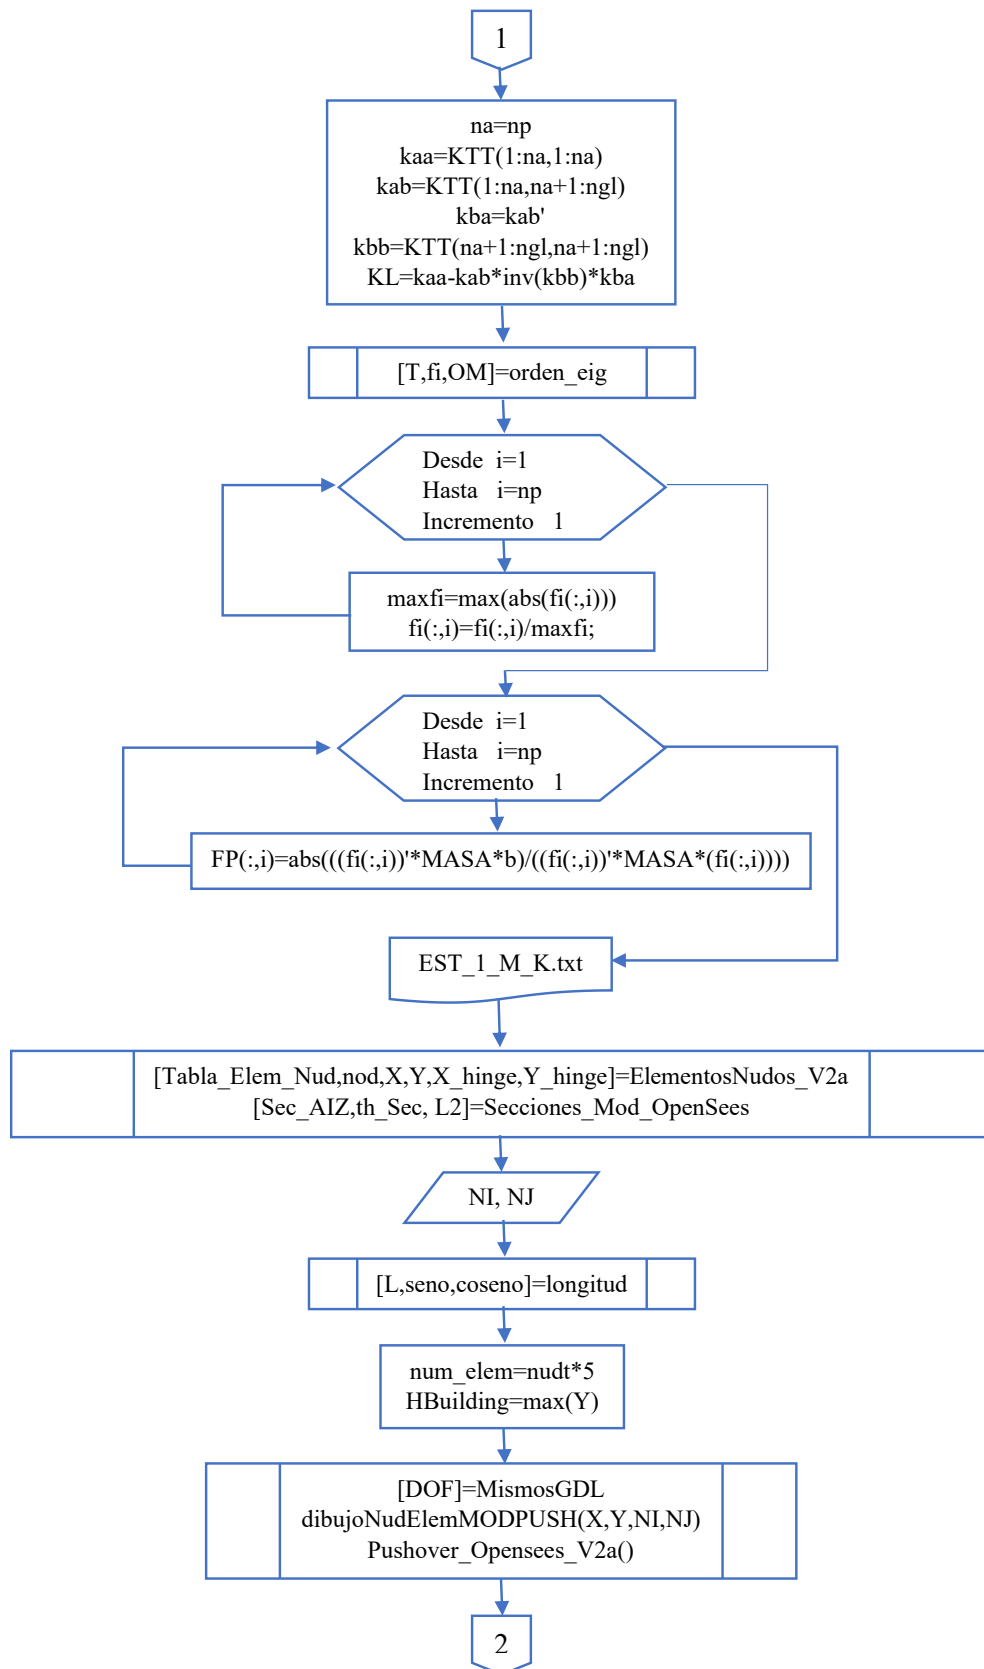 1
na=np
kaa=KTT(1:na,1:na)
kab=KTT(1:na,na+1:ngl)
kba=kab'
kbb=KTT(na+1:ngl,na+1:ngl)
KL=kaa-kab*inv(kbb)*kba
[T,fi,OM]=orden_eig
Desde i=1
Hasta i=np
Incremento 1
maxfi=max(abs(fi(:,i)))
fi(:,i)=fi(:,i)/maxfi;
Desde i=1
Hasta i=np
Incremento 1
FP(:,i)=abs(((fi(:,i))'*MASA*b)/((fi(:,i))'*MASA*(fi(:,i))))
EST_1_M_K.txt
[Tabla_Elem_Nud,nod,X,Y,X_hinge,Y_hinge]=ElementosNudos_V2a
[Sec_AIZ,th_Sec, L2]=Secciones_Mod_OpenSees
NI, NJ
[L,seno,coseno]=longitud
num_elem=nudt*5
HBuilding=max(Y)
[DOF]=MismosGDL
dibujoNudElemMODPUSH(X,Y,NI,NJ)
Pushover_Opensees_V2a()
2